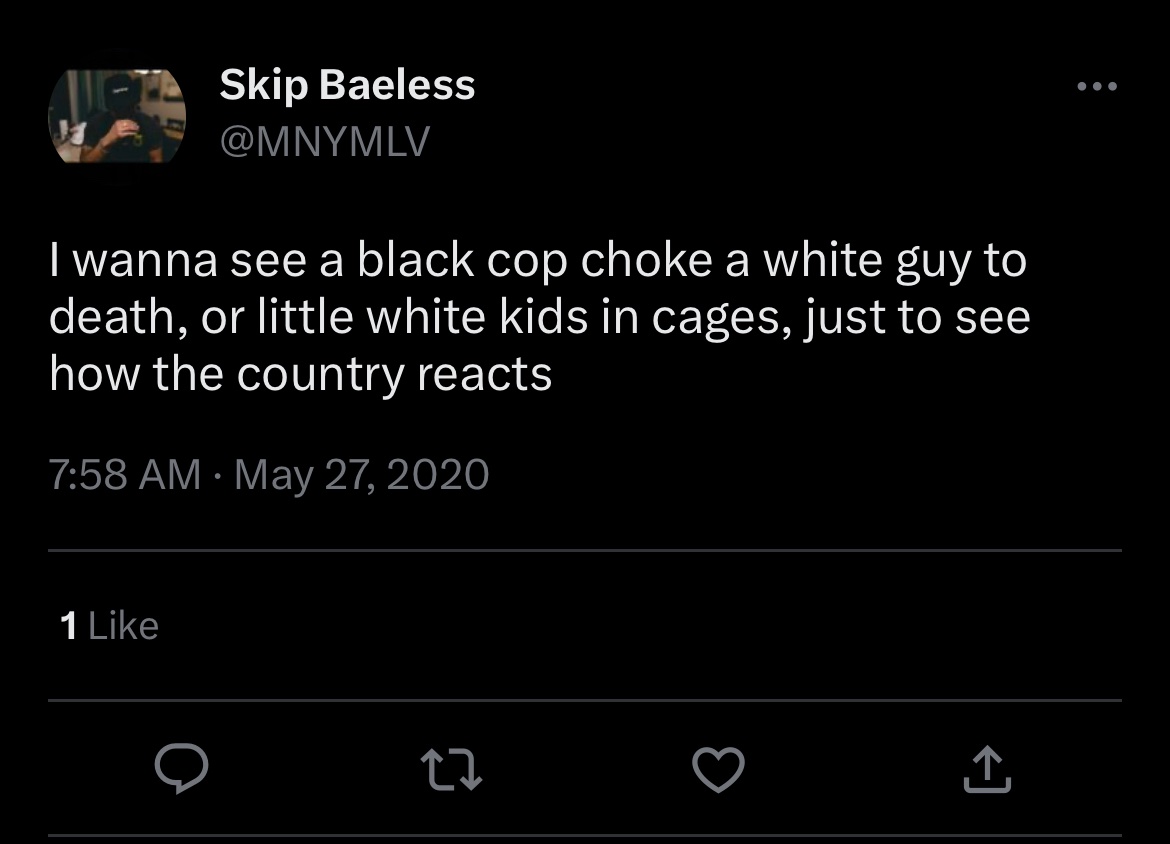 Skip Baeless
@MNYMLV
I wanna see a black cop choke a white guy to
death, or little white kids in cages, just to see
how the country reacts
7:58 AM · May 27, 2020
1 Like